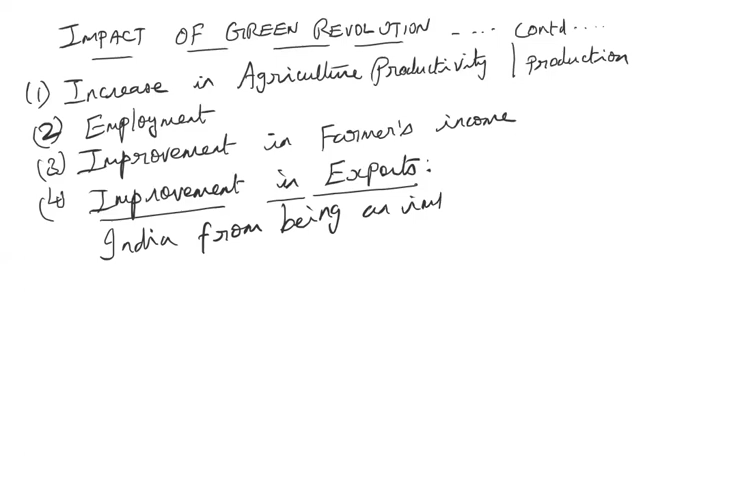 IMPACT OF GREEN REVOLUTION - ... Contd ....
(1) Increase in Agriculture Productivity | production
(2) Employment
(3) Improvement in Farmer's income
(4) Improvement in Exports:
India from being an